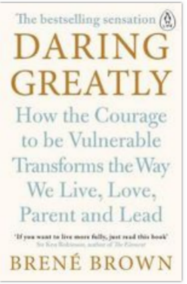 The bestselling sensation
DARING
GREATLY
How the Courage
to be Vulnerable
Transforms the Way
We Live, Love,
Parent and Lead
'If you want to live more fully, just read this book'
Sir Ken Robinson, author of The Element
BRENÉ BROWN